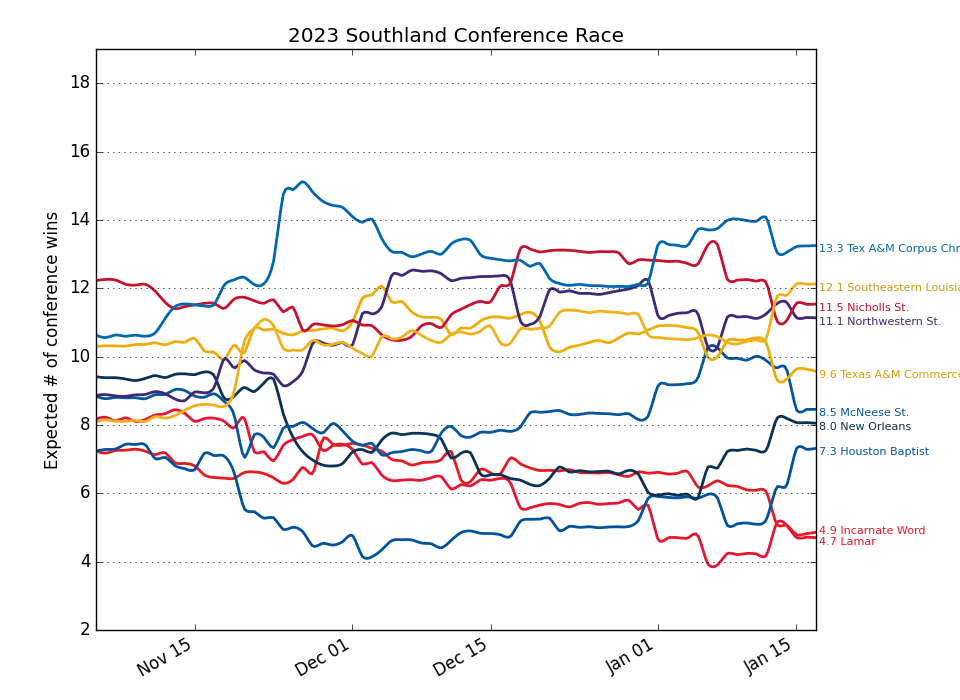 2023 Southland Conference Race
Expected # of conference wins
18
16
14
12
10
8
6
4
2
Nov 15
Dec 01
Dec 15
Jan 01
Jan 15
13.3 Tex A&M Corpus Chr
12.1 Southeastern Louisia
11.5 Nicholls St.
11.1 Northwestern St.
9.6 Texas A&M Commerce
8.5 McNeese St.
8.0 New Orleans
7.3 Houston Baptist
4.9 Incarnate Word
4.7 Lamar